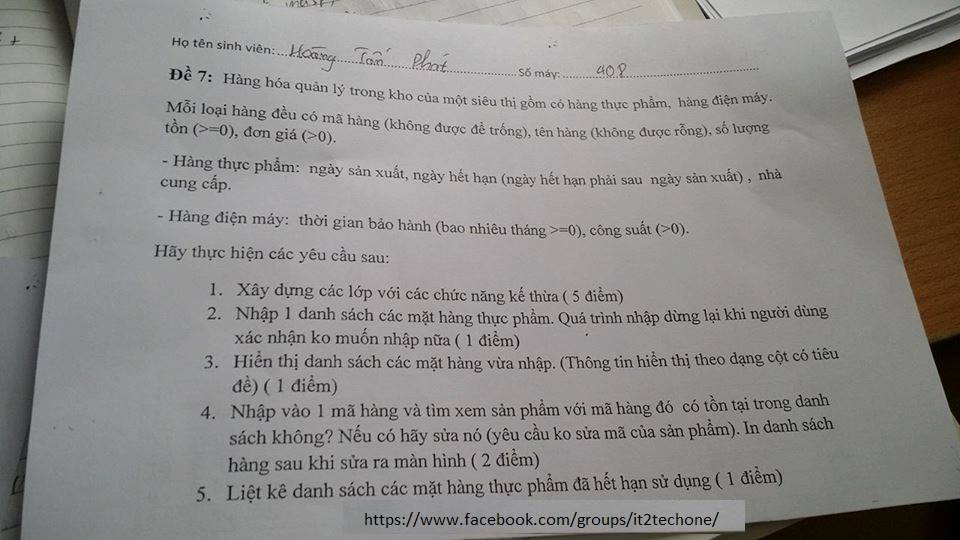 Họ tên sinh viên:...Hoàng Tấn Phát...Số máy:...408...
Đề 7: Hàng hóa quản lý trong kho của một siêu thị gồm có hàng thực phẩm, hàng điện máy.
Mỗi loại hàng đều có mã hàng (không được để trống), tên hàng (không được rỗng), số lượng
tồn (>=0), đơn giá (>0).
- Hàng thực phẩm: ngày sản xuất, ngày hết hạn (ngày hết hạn phải sau ngày sản xuất) , nhà
cung cấp.
- Hàng điện máy: thời gian bảo hành (bao nhiêu tháng >=0), công suất (>0).
Hãy thực hiện các yêu cầu sau:
1. Xây dựng các lớp với các chức năng kế thừa ( 5 điểm)
2. Nhập 1 danh sách các mặt hàng thực phẩm. Quá trình nhập dừng lại khi người dùng
xác nhận ko muốn nhập nữa ( 1 điểm)
3. Hiển thị danh sách các mặt hàng vừa nhập. (Thông tin hiển thị theo dạng cột có tiêu
đề) ( 1 điểm)
4. Nhập vào 1 mã hàng và tìm xem sản phẩm với mã hàng đó có tồn tại trong danh
sách không? Nếu có hãy sửa nó (yêu cầu ko sửa mã của sản phẩm). In danh sách
hàng sau khi sửa ra màn hình ( 2 điểm)
5. Liệt kê danh sách các mặt hàng thực phẩm đã hết hạn sử dụng ( 1 điểm)
https://www.facebook.com/groups/it2techone/